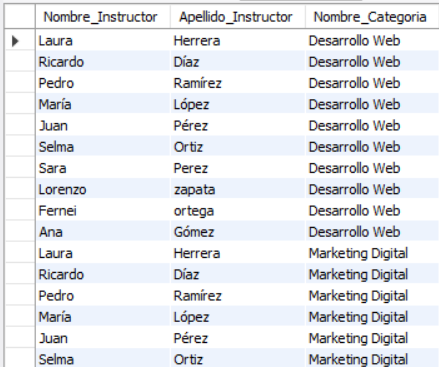 Nombre_Instructor Apellido_Instructor Nombre_Categoria
Laura Herrera Desarrollo Web
Ricardo Díaz Desarrollo Web
Pedro Ramírez Desarrollo Web
María López Desarrollo Web
Juan Pérez Desarrollo Web
Selma Ortiz Desarrollo Web
Sara Perez Desarrollo Web
Lorenzo zapata Desarrollo Web
Fernei ortega Desarrollo Web
Ana Gómez Desarrollo Web
Laura Herrera Marketing Digital
Ricardo Díaz Marketing Digital
Pedro Ramírez Marketing Digital
María López Marketing Digital
Juan Pérez Marketing Digital
Selma Ortiz Marketing Digital